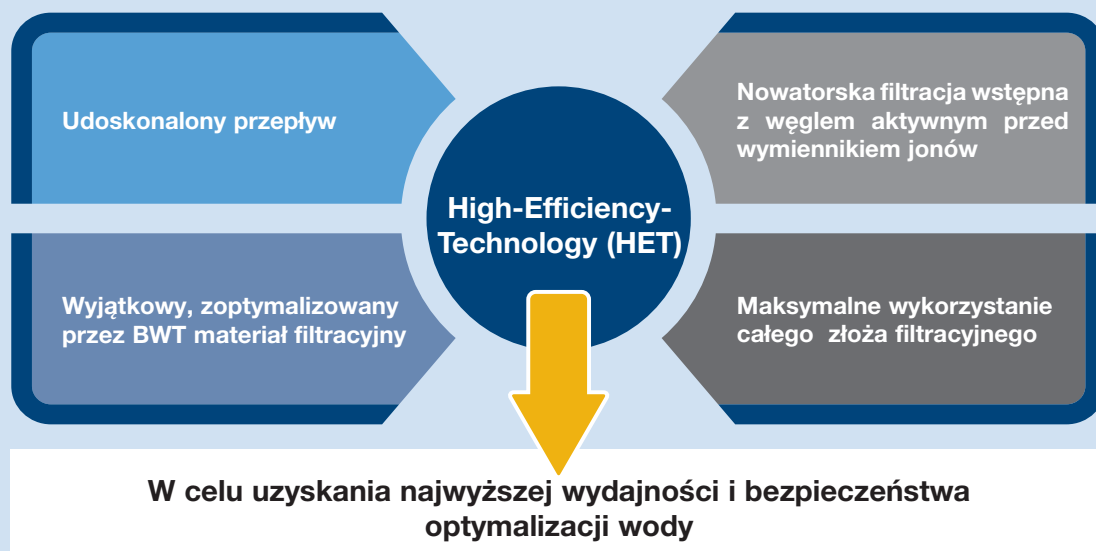 Udoskonalony przepływ
Nowatorska filtracja wstępna
z węglem aktywnym przed
wymiennikiem jonów
High-Efficiency-
Technology (HET)
Wyjątkowy, zoptymalizowany
przez BWT materiał filtracyjny
Maksymalne wykorzystanie
całego złoża filtracyjnego
W celu uzyskania najwyższej wydajności i bezpieczeństwa
optymalizacji wody